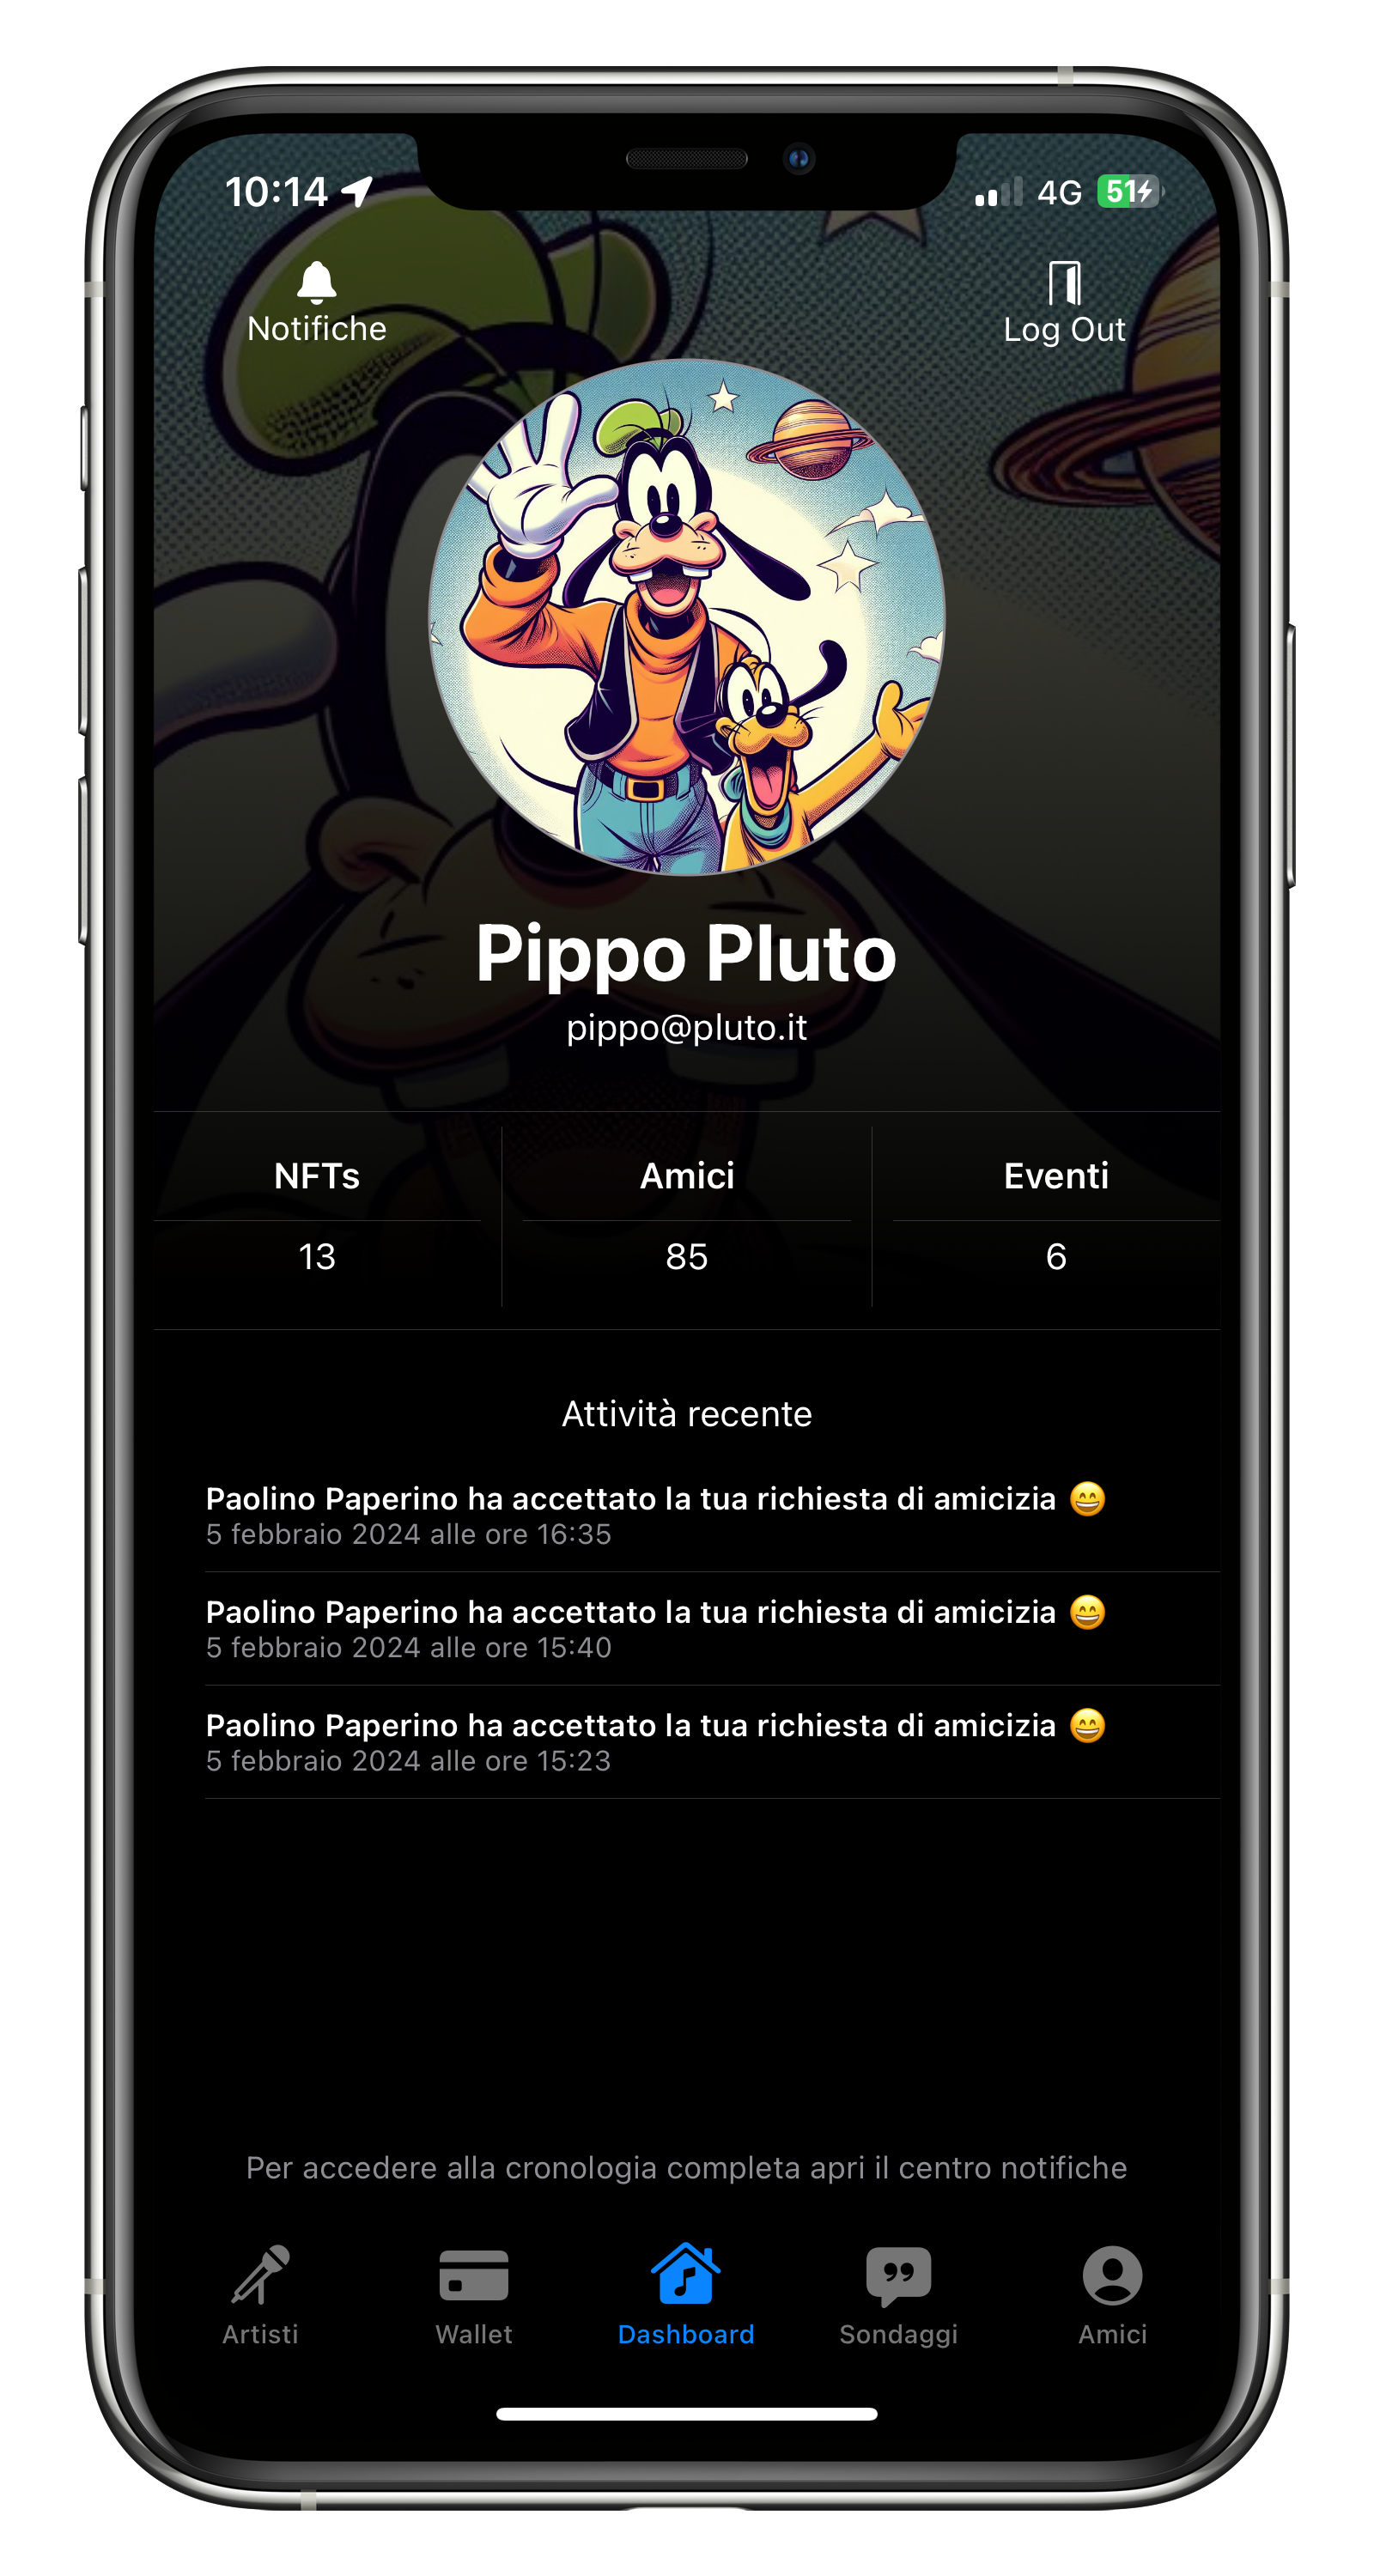 10:14 4G 51
Notifiche Log Out
Pippo Pluto
pippo@pluto.it
NFTs Amici Eventi
13 85 6
Attività recente
Paolino Paperino ha accettato la tua richiesta di amicizia 😄
5 febbraio 2024 alle ore 16:35
Paolino Paperino ha accettato la tua richiesta di amicizia 😄
5 febbraio 2024 alle ore 15:40
Paolino Paperino ha accettato la tua richiesta di amicizia 😄
5 febbraio 2024 alle ore 15:23
Per accedere alla cronologia completa apri il centro notifiche
Artisti Wallet Dashboard Sondaggi Amici